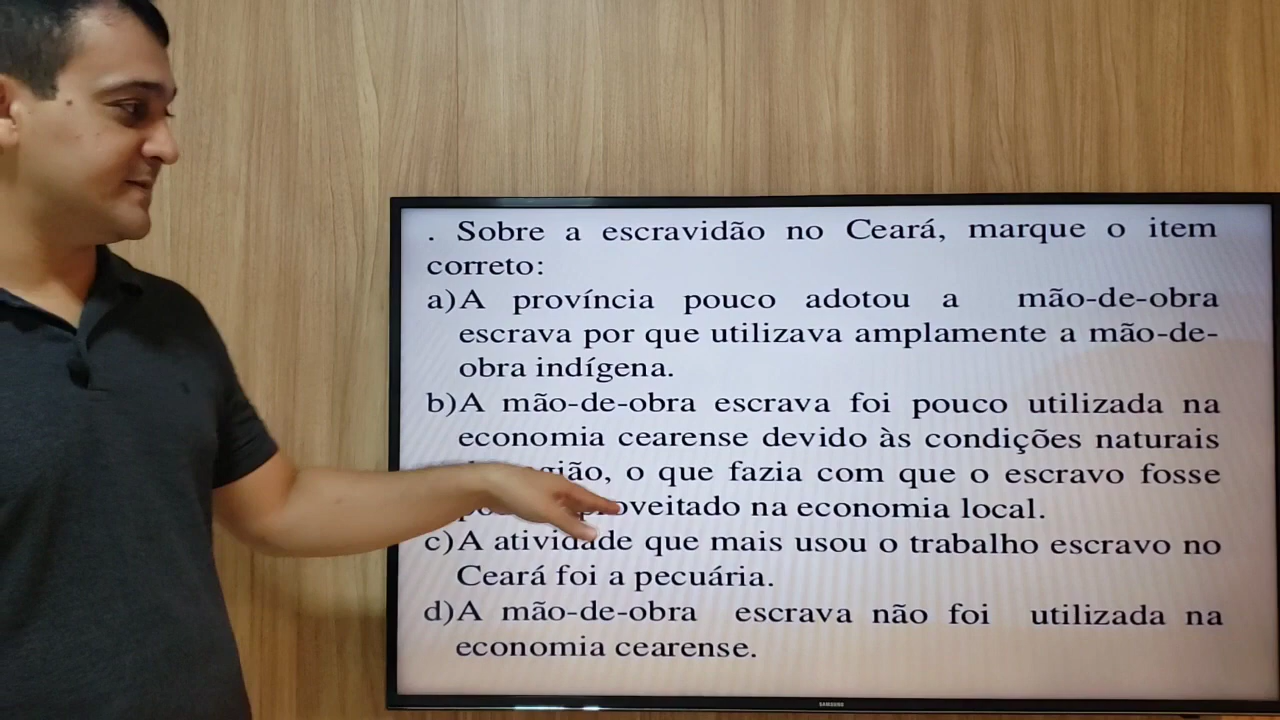 . Sobre a escravidão no Ceará, marque o item
correto:
a)A província pouco adotou a mão-de-obra
escrava por que utilizava amplamente a mão-de-
obra indígena.
b)A mão-de-obra escrava foi pouco utilizada na
economia cearense devido às condições naturais
o que fazia com que o escravo fosse
na economia local.
c)A atividade que mais usou o trabalho escravo no
Ceará foi a pecuária.
d)A mão-de-obra escrava não foi utilizada na
economia cearense.
SAMSUNG